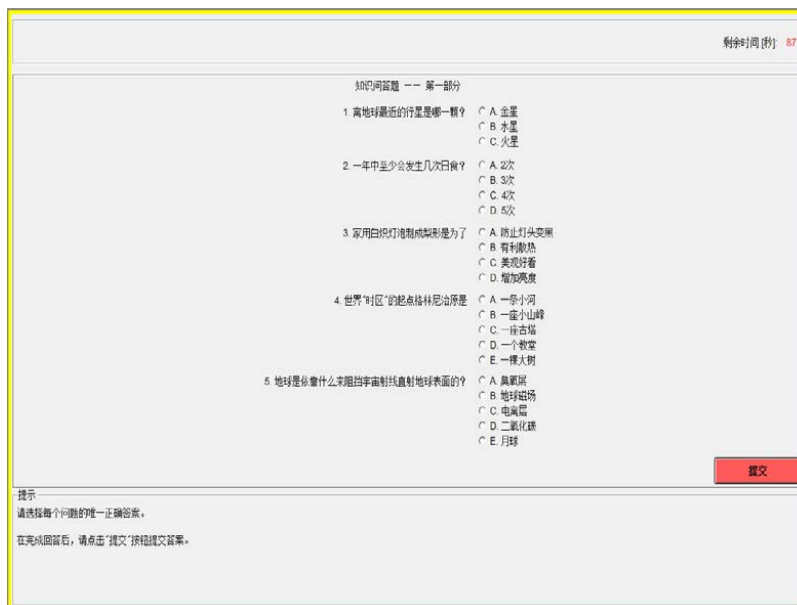 剩余时间 [秒]: 87
知识问答题 —— 第一部分
1. 离地球最近的行星是哪一颗?
A. 金星
B. 水星
C. 火星
2. 一年中至少会发生几次日食?
A. 2次
B. 3次
C. 4次
D. 5次
3. 家用白炽灯泡制成梨形是为了
A. 防止灯头变黑
B. 有利散热
C. 美观好看
D. 增加亮度
4. 世界"时区"的起点格林尼治原是
A. 一条小河
B. 一座小山峰
C. 一座古塔
D. 一个教堂
E. 一棵大树
5. 地球是依靠什么来阻挡宇宙射线直射地球表面的?
A. 臭氧层
B. 地球磁场
C. 电离层
D. 二氧化碳
E. 月球
提交
提示
请选择每个问题的唯一正确答案。
在完成回答后，请点击"提交"按钮提交答案。